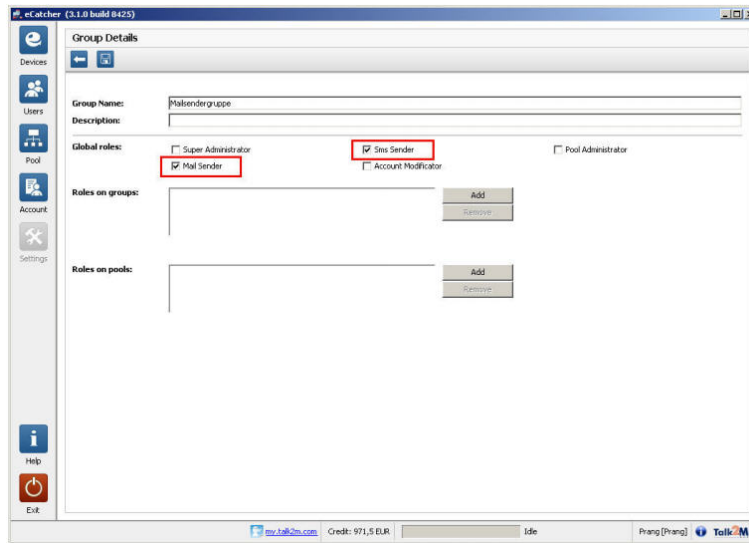 eCatcher (3.1.0 build 8425)
Devices
Users
Pool
Account
Settings
Help
Exit
Group Details
Group Name: Mailsendergruppe
Description:
Global roles: Super Administrator Sms Sender Pool Administrator
Mail Sender Account Modificator
Roles on groups: Add
Remove
Roles on pools: Add
Remove
my.talk2m.com Credit: 971,5 EUR Idle Prang [Prang] Talk2M